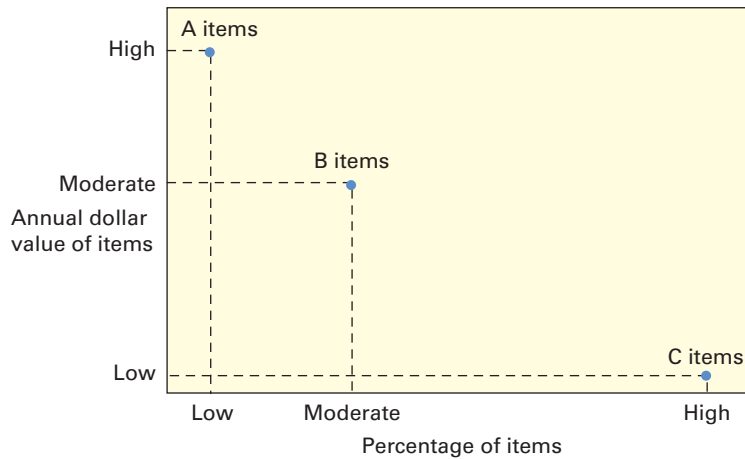 A items
High
B items
Moderate
Annual dollar
value of items
C items
Low
Low
Moderate
High
Percentage of items